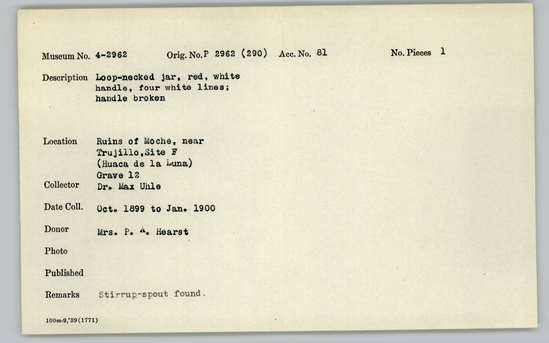 Museum No. 4-2962 Orig. No. P 2962 (290) Acc. No. 81 No. Pieces 1
Description Loop-necked jar, red, white
handle, four white lines;
handle broken
Location Ruins of Moche, near
Trujillo,Site F
(Huaca de la Luna)
Grave 12
Collector Dr. Max Uhle
Date Coll. Oct. 1899 to Jan. 1900
Donor Mrs. P. A. Hearst
Photo
Published
Remarks Stirrup-spout found.
100m-9,'39(1771)